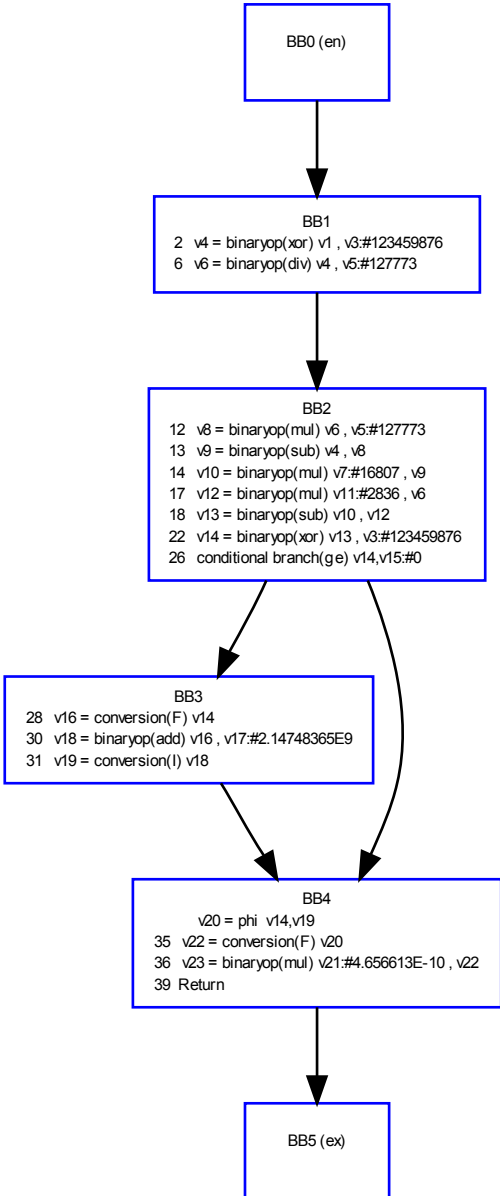 BB0 (en)
BB1
2 v4 = binaryop(xor) v1 , v3:#123459876
6 v6 = binaryop(div) v4 , v5:#127773
BB2
12 v8 = binaryop(mul) v6 , v5:#127773
13 v9 = binaryop(sub) v4 , v8
14 v10 = binaryop(mul) v7:#16807 , v9
17 v12 = binaryop(mul) v11:#2836 , v6
18 v13 = binaryop(sub) v10 , v12
22 v14 = binaryop(xor) v13 , v3:#123459876
26 conditional branch(ge) v14,v15:#0
BB3
28 v16 = conversion(F) v14
30 v18 = binaryop(add) v16 , v17:#2.14748365E9
31 v19 = conversion(I) v18
BB4
v20 = phi v14,v19
35 v22 = conversion(F) v20
36 v23 = binaryop(mul) v21:#4.656613E-10 , v22
39 Return
BB5 (ex)